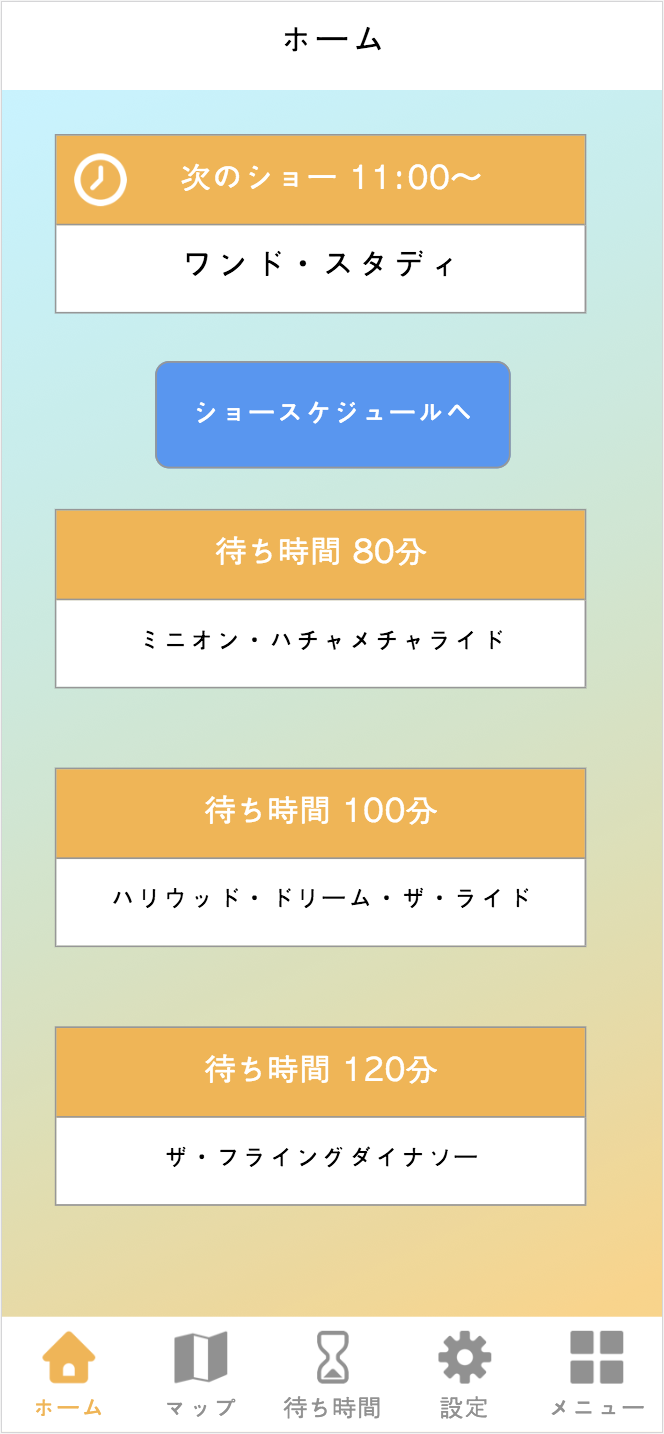 ホーム
次のショー 11:00〜
ワンド・スタディ
ショースケジュールへ
待ち時間 80分
ミニオン・ハチャメチャライド
待ち時間 100分
ハリウッド・ドリーム・ザ・ライド
待ち時間 120分
ザ・フライングダイナソー
ホーム マップ 待ち時間 設定 メニュー